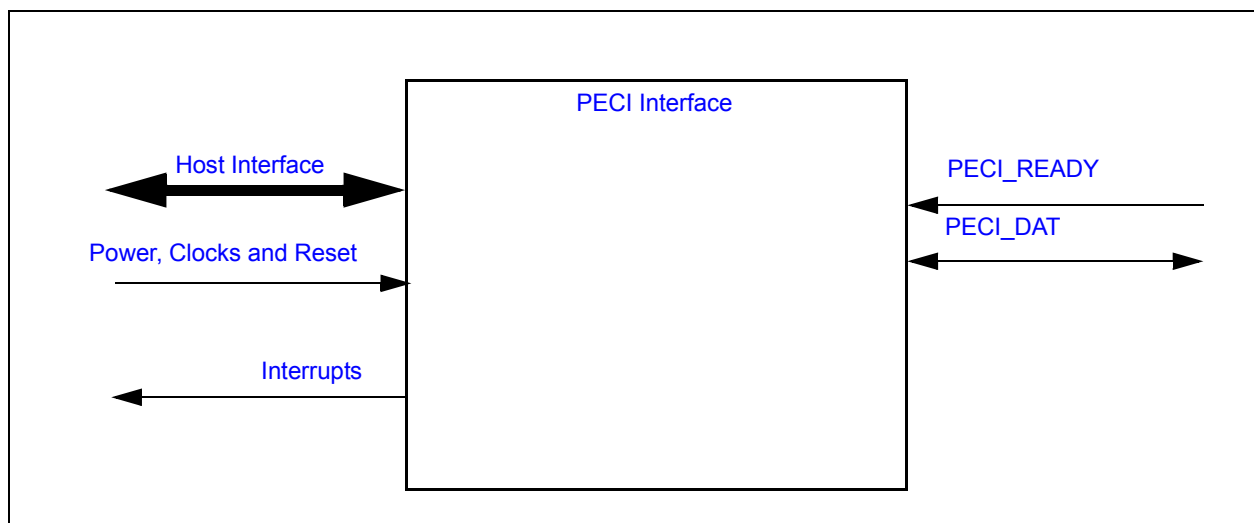 PECI Interface
Host Interface
PECI_READY
Power, Clocks and Reset
PECI_DAT
Interrupts